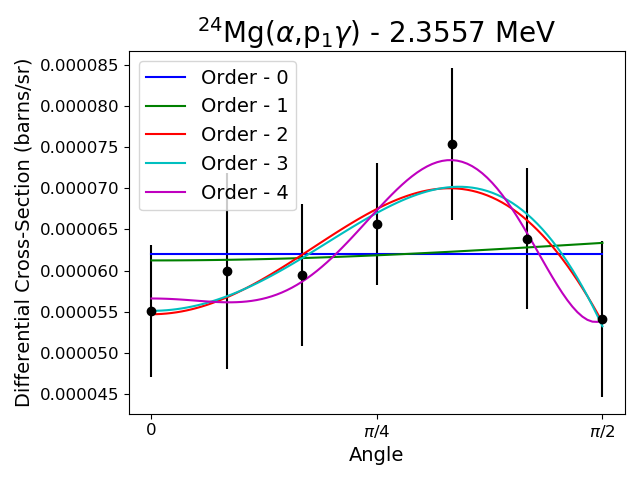 ²⁴Mg(α,p₁γ) - 2.3557 MeV
Differential Cross-Section (barns/sr)
0.000085
0.000080
0.000075
0.000070
0.000065
0.000060
0.000055
0.000050
0.000045
Order - 0
Order - 1
Order - 2
Order - 3
Order - 4
0
π/4
π/2
Angle